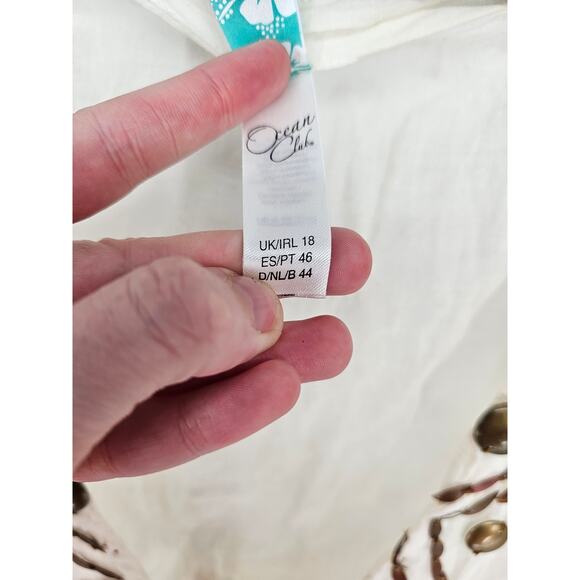 Ocean
Club
UK/IRL 18
ES/PT 46
D/NL/B 44